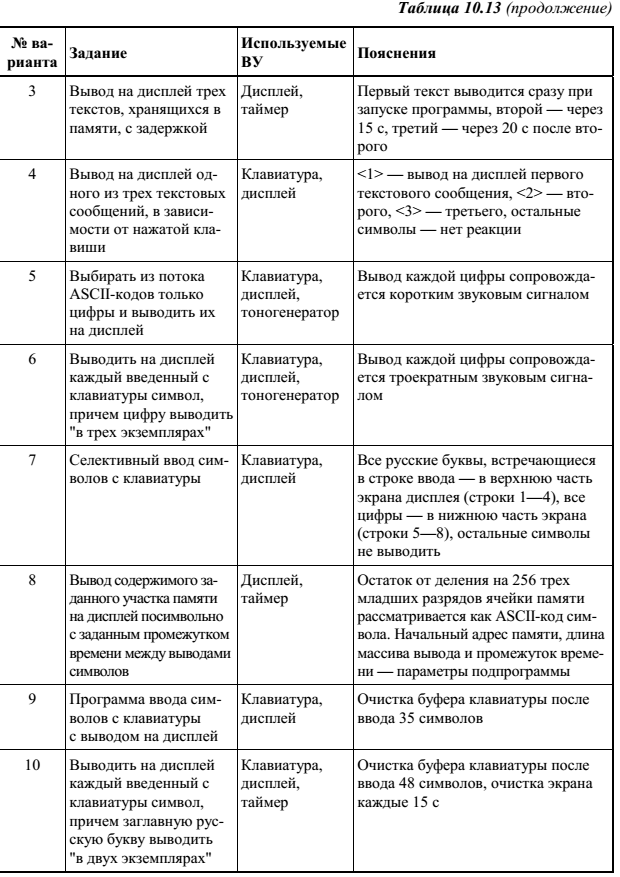 Таблица 10.13 (продолжение)
№ ва-
рианта
Задание
Используемые
ВУ
Пояснения
3
Вывод на дисплей трех
текстов, хранящихся в
памяти, с задержкой
Дисплей,
таймер
Первый текст выводится сразу при
запуске программы, второй — через
15 с, третий — через 20 с после вто-
рого
4
Вывод на дисплей од-
ного из трех текстовых
сообщений, в зависи-
мости от нажатой кла-
виши
Клавиатура,
дисплей
<1> — вывод на дисплей первого
текстового сообщения, <2> — вто-
рого, <3> — третьего, остальные
символы — нет реакции
5
Выбирать из потока
ASCII-кодов только
цифры и выводить их
на дисплей
Клавиатура,
дисплей,
тоногенератор
Вывод каждой цифры сопровожда-
ется коротким звуковым сигналом
6
Выводить на дисплей
каждый введенный с
клавиатуры символ,
причем цифру выводить
"в трех экземплярах"
Клавиатура,
дисплей,
тоногенератор
Вывод каждой цифры сопровожда-
ется троекратным звуковым сигна-
лом
7
Селективный ввод сим-
волов с клавиатуры
Клавиатура,
дисплей
Все русские буквы, встречающиеся
в строке ввода — в верхнюю часть
экрана дисплея (строки 1—4), все
цифры — в нижнюю часть экрана
(строки 5—8), остальные символы
не выводить
8
Вывод содержимого за-
данного участка памяти
на дисплей посимвольно
с заданным промежутком
времени между выводами
символов
Дисплей,
таймер
Остаток от деления на 256 трех
младших разрядов ячейки памяти
рассматривается как ASCII-код сим-
вола. Начальный адрес памяти, длина
массива вывода и промежуток време-
ни — параметры подпрограммы
9
Программа ввода сим-
волов с клавиатуры
с выводом на дисплей
Клавиатура,
дисплей
Очистка буфера клавиатуры после
ввода 35 символов
10
Выводить на дисплей
каждый введенный с
клавиатуры символ,
причем заглавную рус-
скую букву выводить
"в двух экземплярах"
Клавиатура,
дисплей,
таймер
Очистка буфера клавиатуры после
ввода 48 символов, очистка экрана
каждые 15 с